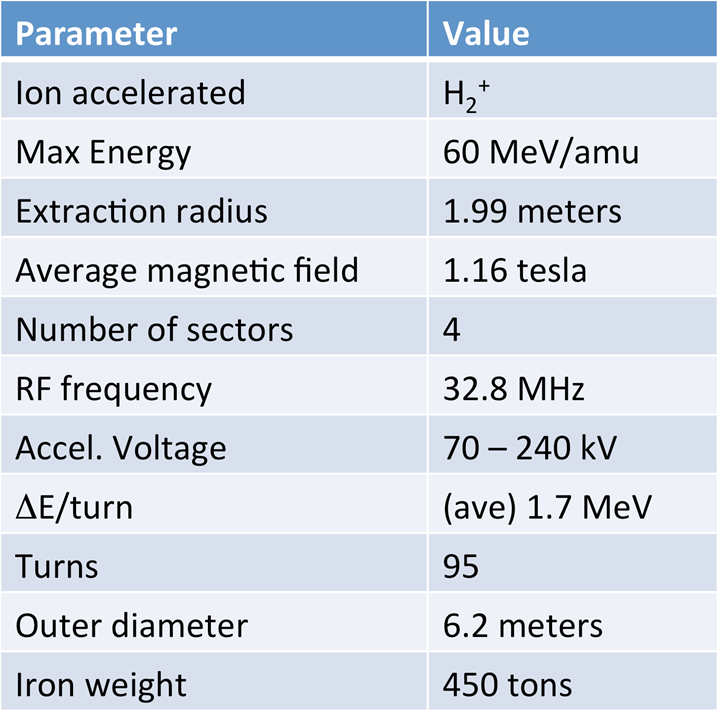 Parameter Value
Ion accelerated H₂⁺
Max Energy 60 MeV/amu
Extraction radius 1.99 meters
Average magnetic field 1.16 tesla
Number of sectors 4
RF frequency 32.8 MHz
Accel. Voltage 70 – 240 kV
ΔE/turn (ave) 1.7 MeV
Turns 95
Outer diameter 6.2 meters
Iron weight 450 tons